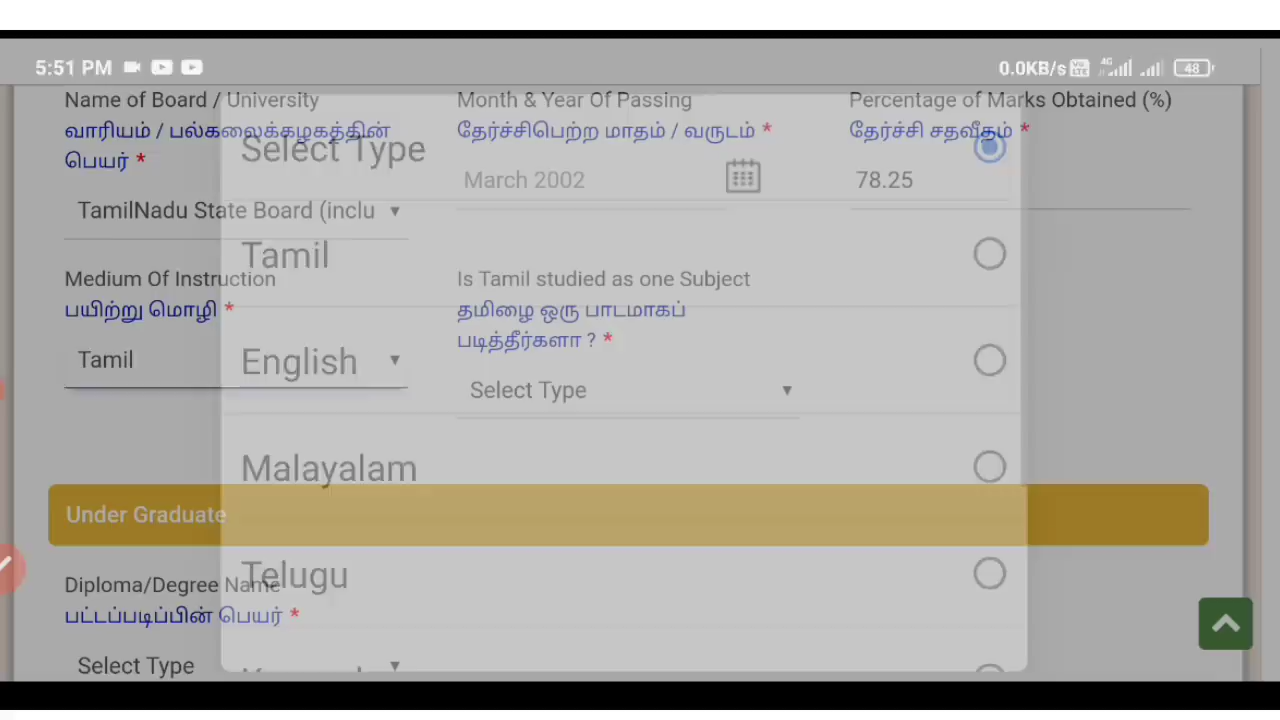 5:51 PM
0.0KB/s 4G 48
Name of Board / University
வாரியம் / பல்கலைக்கழகத்தின்
பெயர் *
TamilNadu State Board (inclu
Month & Year Of Passing
தேர்ச்சிபெற்ற மாதம் / வருடம் *
March 2002
Percentage of Marks Obtained (%)
தேர்ச்சி சதவீதம் *
78.25
Medium Of Instruction
பயிற்று மொழி *
Tamil
Is Tamil studied as one Subject
தமிழை ஒரு பாடமாகப்
படித்தீர்களா ? *
Select Type
Select Type
Tamil
English
Malayalam
Telugu
Under Graduate
Diploma/Degree Name
பட்டப்படிப்பின் பெயர் *
Select Type